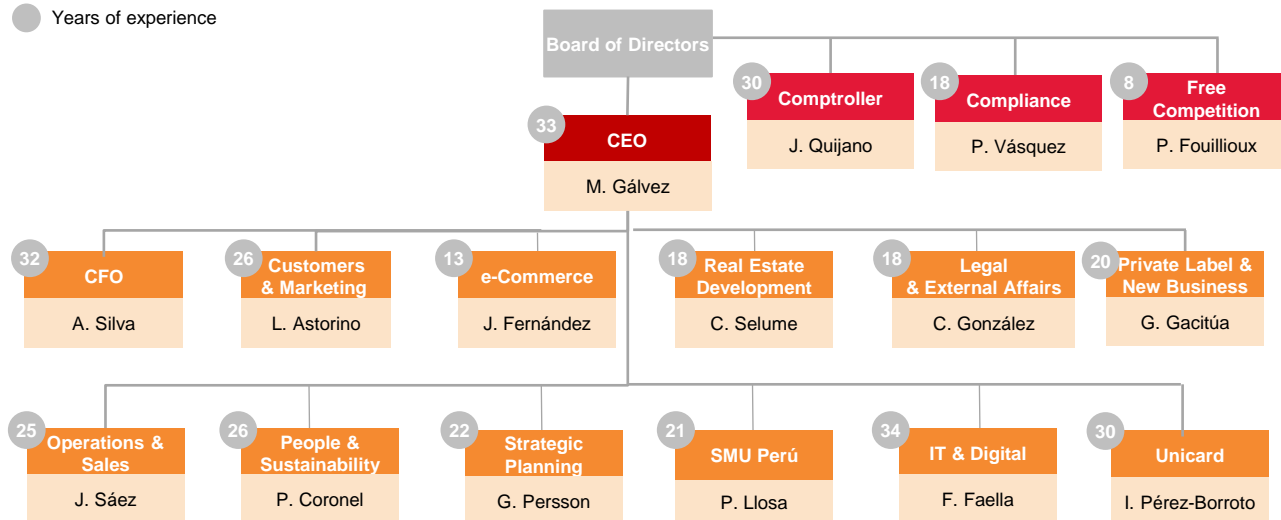 Years of experience
Board of Directors
30
Comptroller
J. Quijano
18
Compliance
P. Vásquez
8
Free
Competition
P. Fouillioux
33
CEO
M. Gálvez
32
CFO
A. Silva
26
Customers
& Marketing
L. Astorino
13
e-Commerce
J. Fernández
18
Real Estate
Development
C. Selume
18
Legal
& External Affairs
C. González
20
Private Label &
New Business
G. Gacitúa
25
Operations &
Sales
J. Sáez
26
People &
Sustainability
P. Coronel
22
Strategic
Planning
G. Persson
21
SMU Perú
P. Llosa
34
IT & Digital
F. Faella
30
Unicard
I. Pérez-Borroto